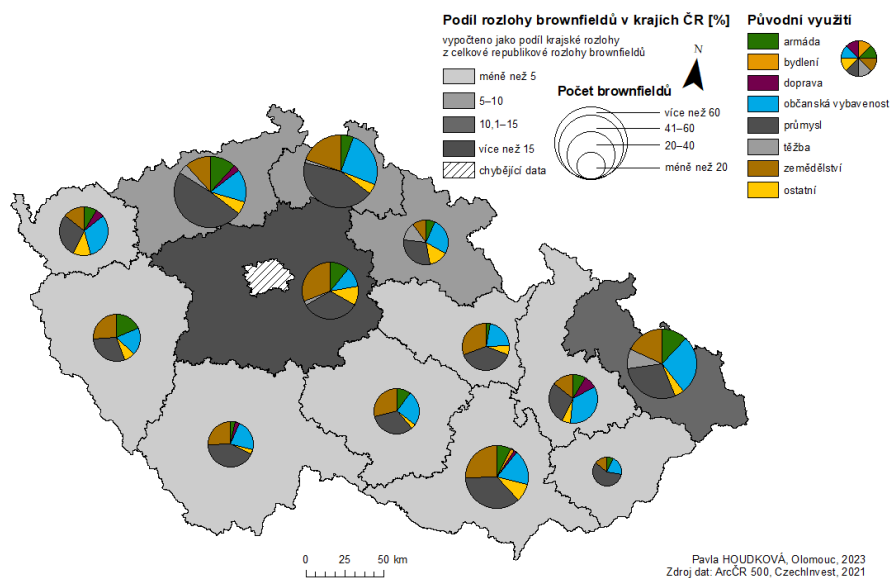 Podíl rozlohy brownfieldů v krajích ČR [%]
vypočteno jako podíl krajské rozlohy
z celkové republikové rozlohy brownfieldů
méně než 5
5–10
10,1–15
více než 15
chybějící data
N
Počet brownfieldů
více než 60
41–60
20–40
méně než 20
Původní využití
armáda
bydlení
doprava
občanská vybavenost
průmysl
těžba
zemědělství
ostatní
0 25 50 km
Pavla HOUDKOVÁ, Olomouc, 2023
Zdroj dat: ArcČR 500, CzechInvest, 2021